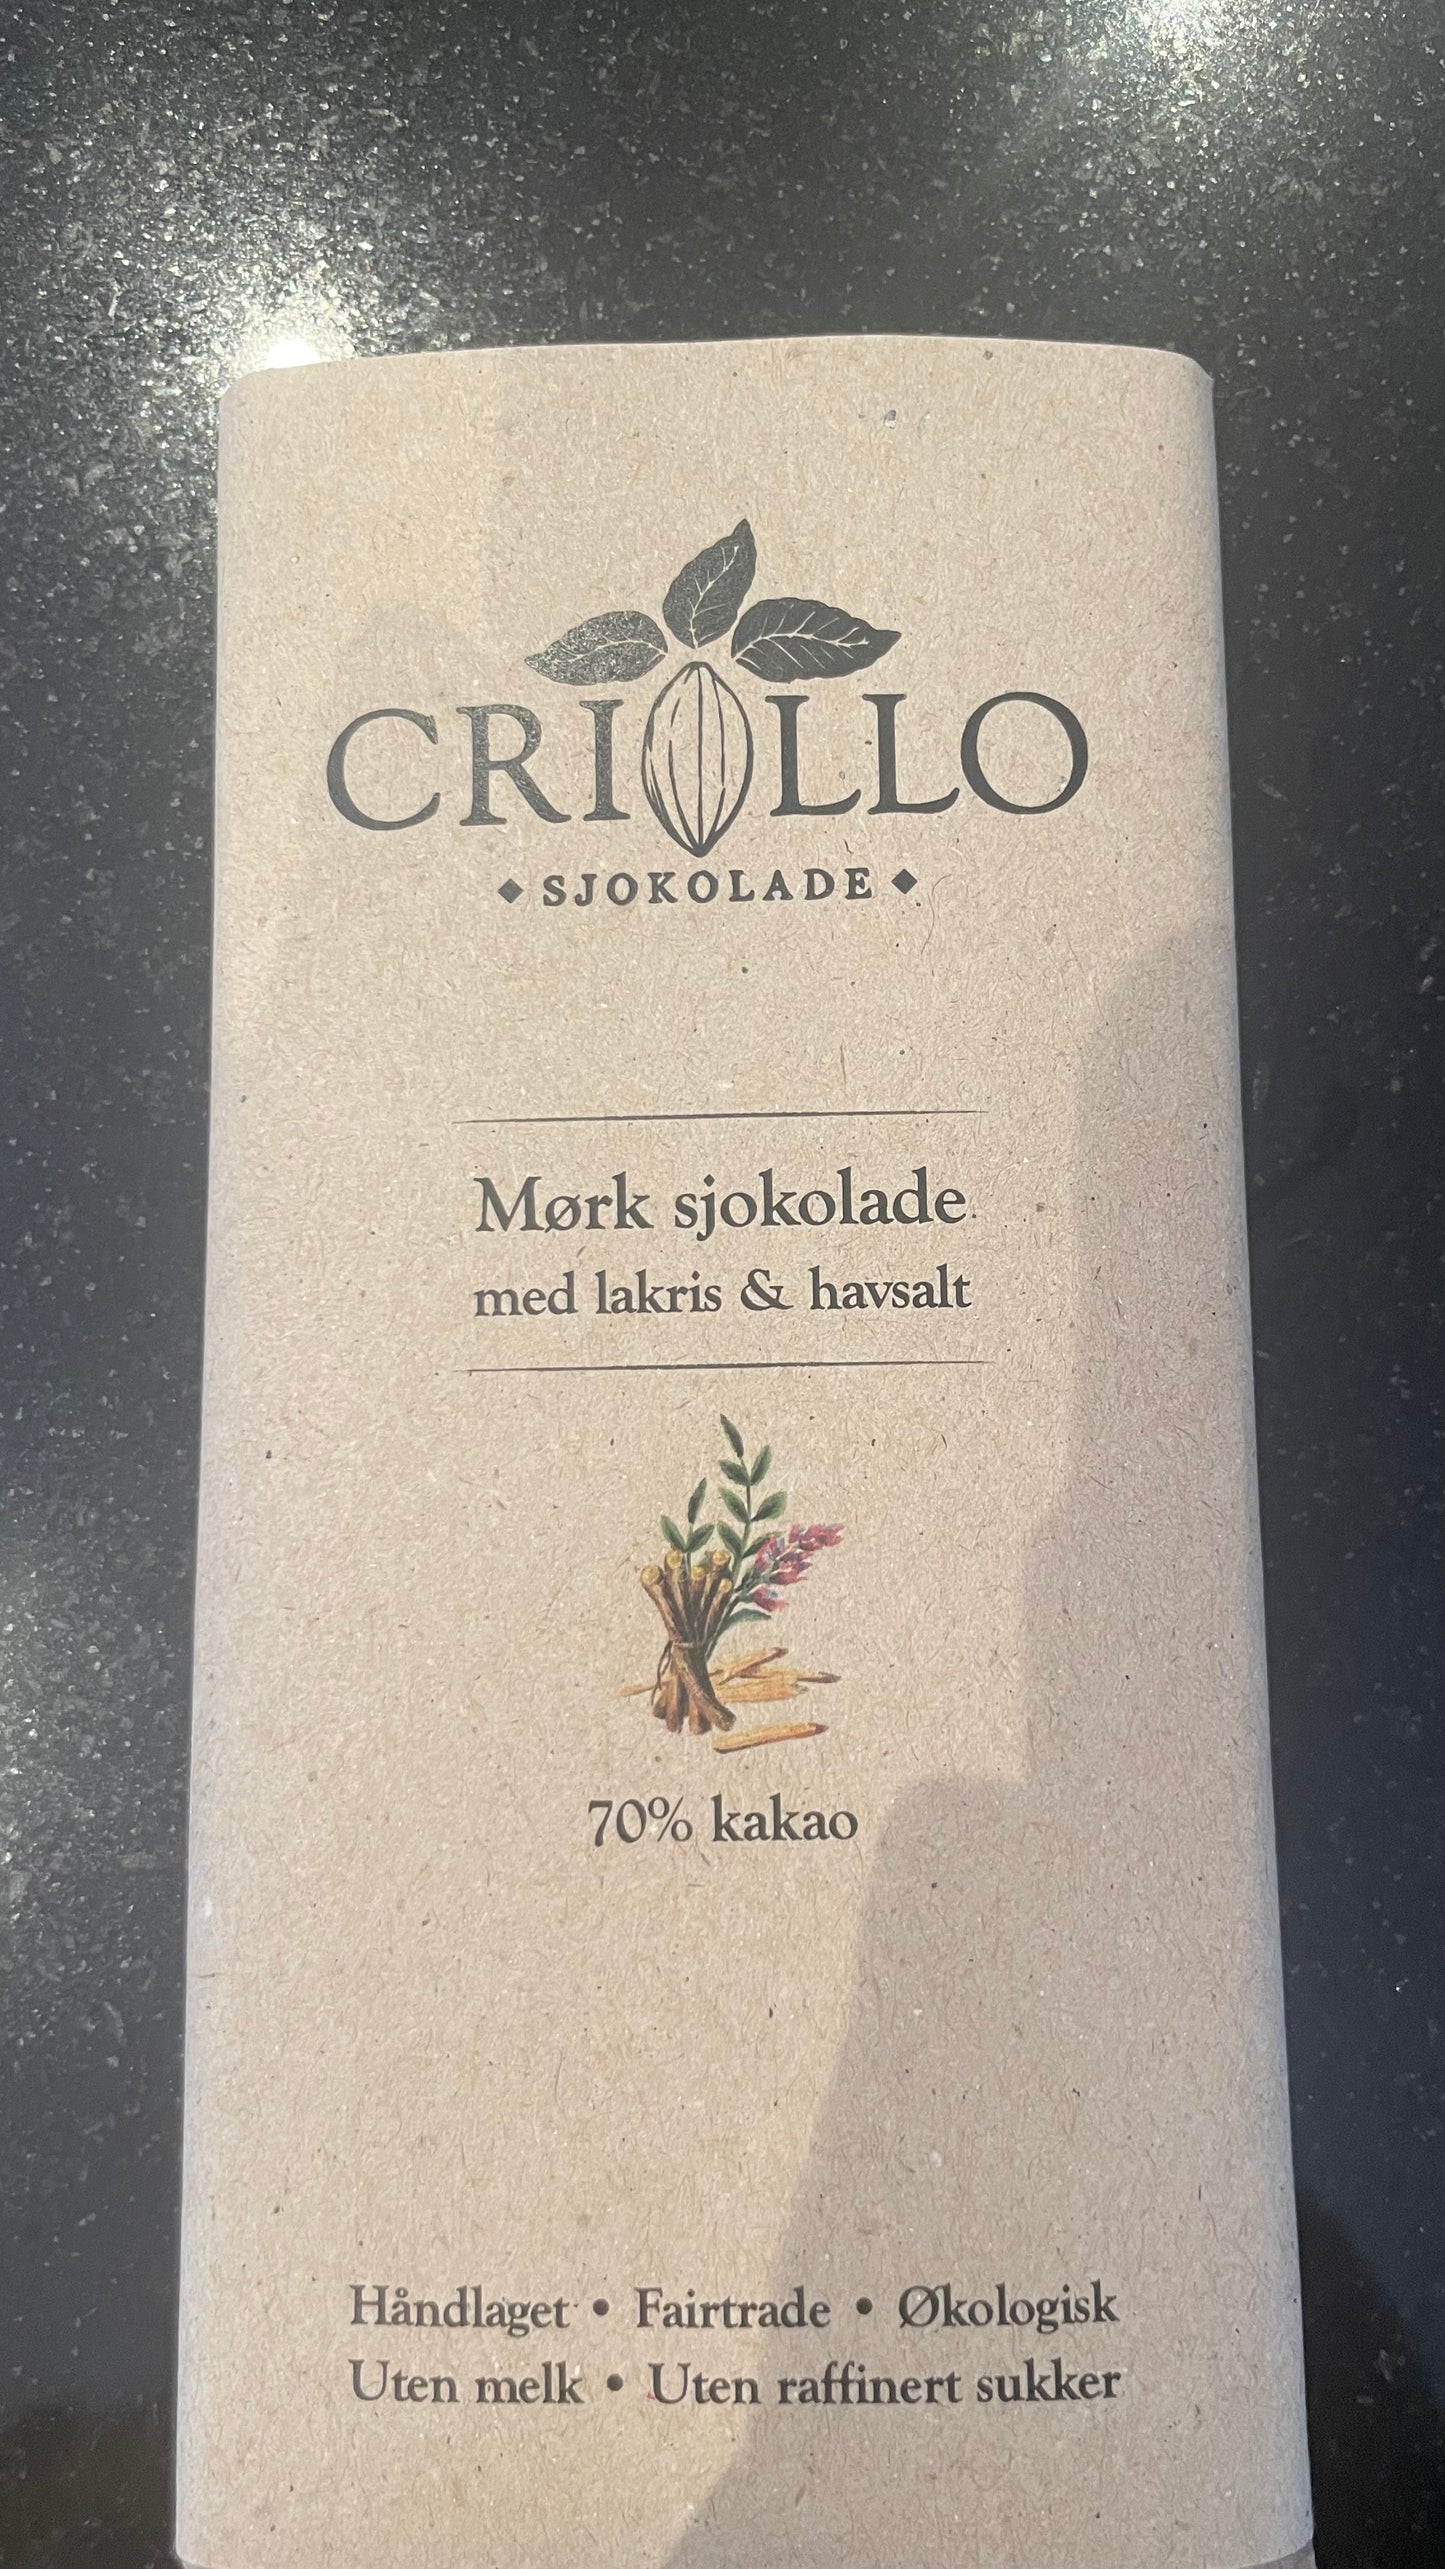 CRIOLLO
SJOKOLADE
Mørk sjokolade
med lakris & havsalt
70% kakao
Håndlaget • Fairtrade • Økologisk
Uten melk • Uten raffinert sukker